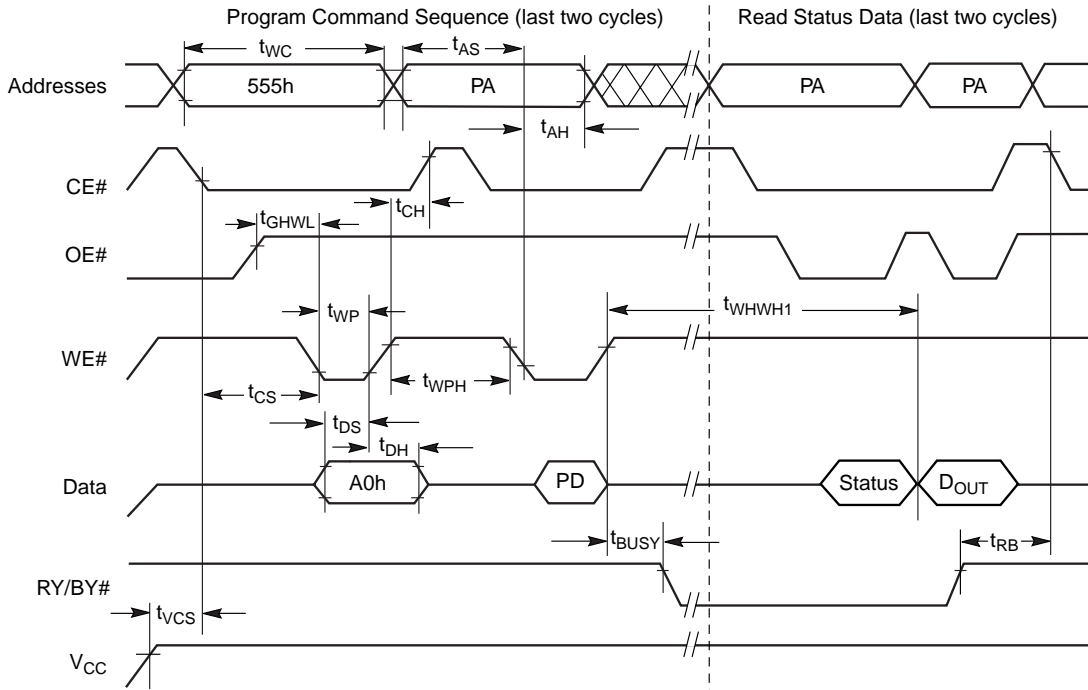 Program Command Sequence (last two cycles)
Read Status Data (last two cycles)
tWC
tAS
Addresses
555h
PA
PA
PA
tAH
CE#
tCH
tGHWL
OE#
tWP
tWHWH1
WE#
tCS
tWPH
tDS
tDH
Data
A0h
PD
Status
DOUT
tBUSY
tRB
RY/BY#
tVCS
VCC